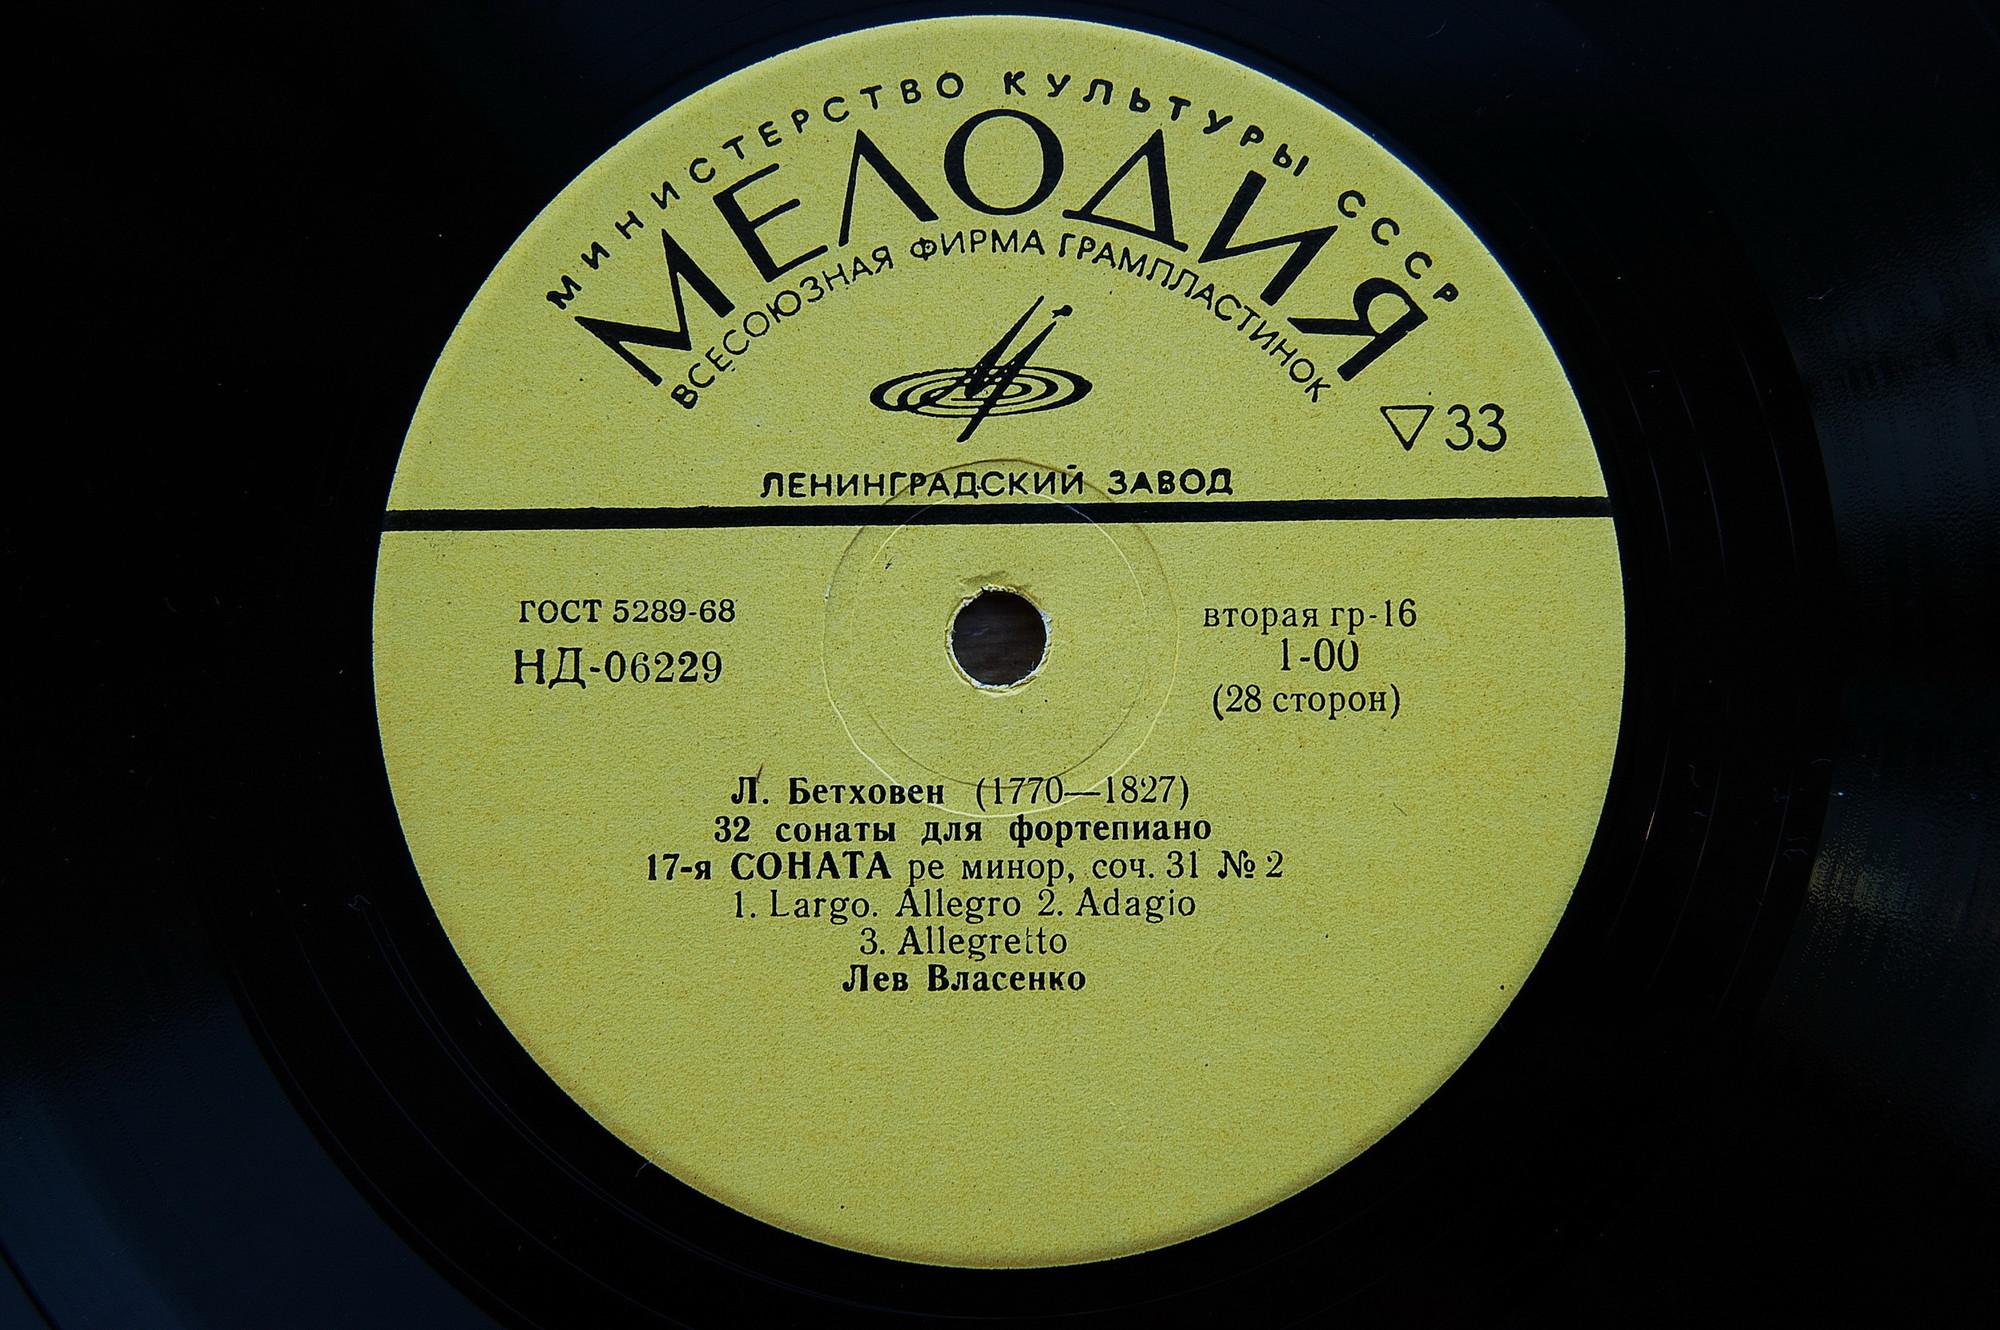 МИНИСТЕРСТВО КУЛЬТУРЫ СССР
МЕЛОДИЯ
ВСЕСОЮЗНАЯ ФИРМА ГРАМПЛАСТИНОК
33
ЛЕНИНГРАДСКИЙ ЗАВОД
ГОСТ 5289-68
НД-06229
вторая гр-16
1-00
(28 сторон)
Л. Бетховен (1770—1827)
32 сонаты для фортепиано
17-я СОНАТА ре минор, соч. 31 № 2
1. Largo. Allegro 2. Adagio
3. Allegretto
Лев Власенко